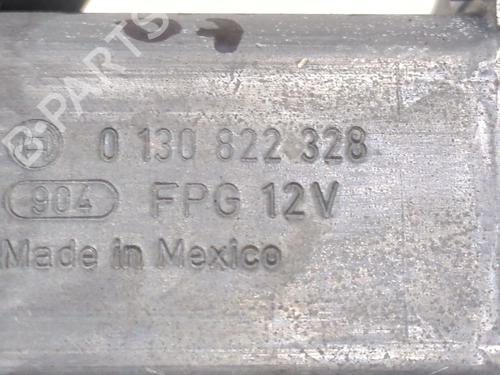 B-PARTS
0 130 822 328
904 FPG 12V
Made in Mexico